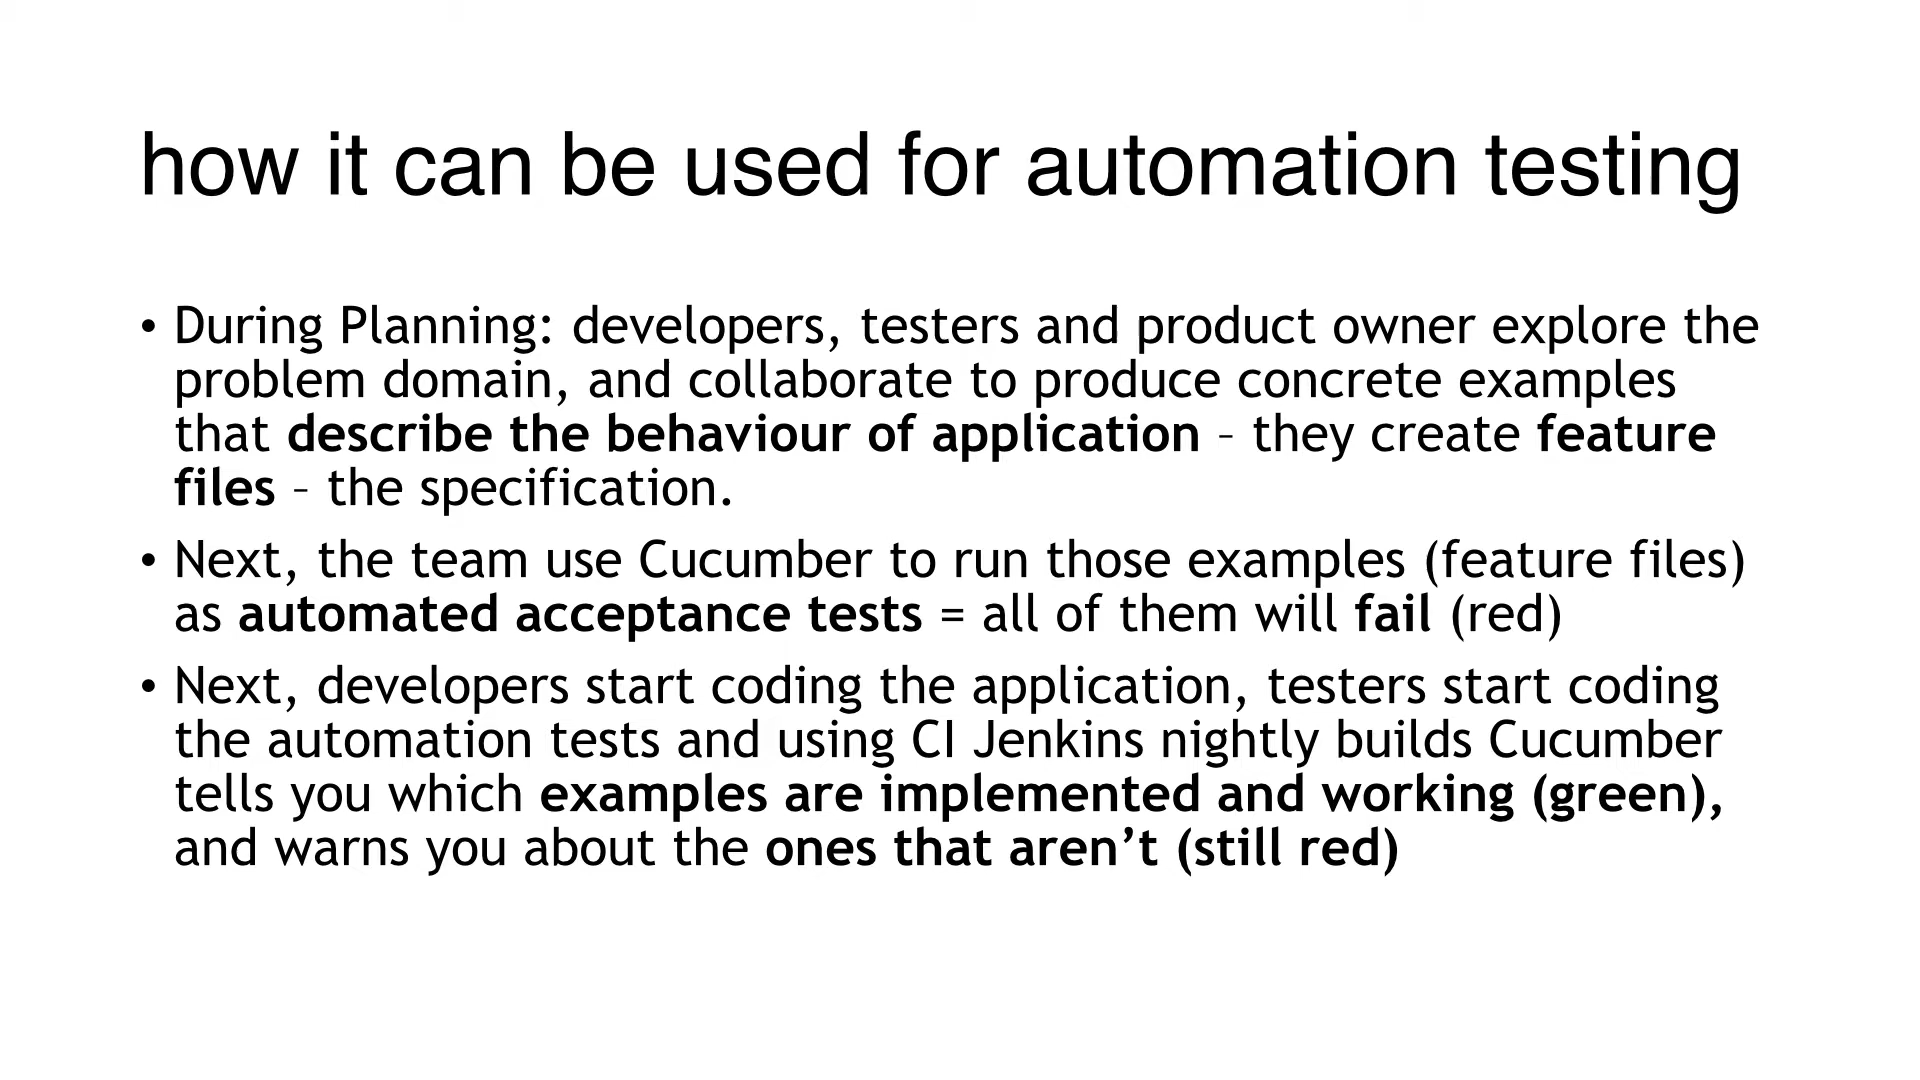 how it can be used for automation testing
• During Planning: developers, testers and product owner explore the
problem domain, and collaborate to produce concrete examples
that describe the behaviour of application – they create feature
files – the specification.
• Next, the team use Cucumber to run those examples (feature files)
as automated acceptance tests = all of them will fail (red)
• Next, developers start coding the application, testers start coding
the automation tests and using CI Jenkins nightly builds Cucumber
tells you which examples are implemented and working (green),
and warns you about the ones that aren’t (still red)